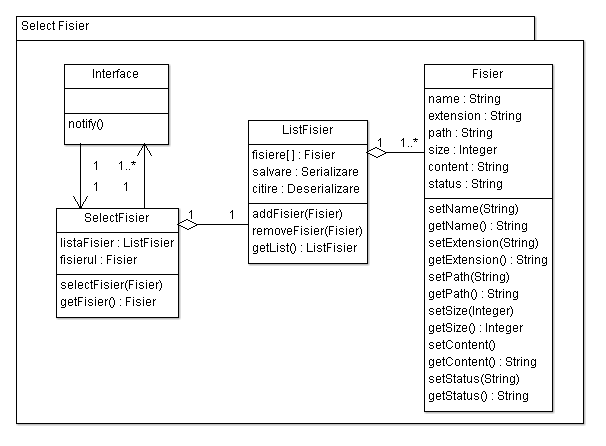 Select Fisier
Interface
notify()
1 1..*
1 1
SelectFisier
listaFisier : ListFisier
fisierul : Fisier
selectFisier(Fisier)
getFisier() : Fisier
1 1
ListFisier
fisiere[ ] : Fisier
salvare : Serializare
citire : Deserializare
addFisier(Fisier)
removeFisier(Fisier)
getList() : ListFisier
1 1..*
Fisier
name : String
extension : String
path : String
size : Integer
content : String
status : String
setName(String)
getName() : String
setExtension(String)
getExtension() : String
setPath(String)
getPath() : String
setSize(Integer)
getSize() : Integer
setContent()
getContent() : String
setStatus(String)
getStatus() : String